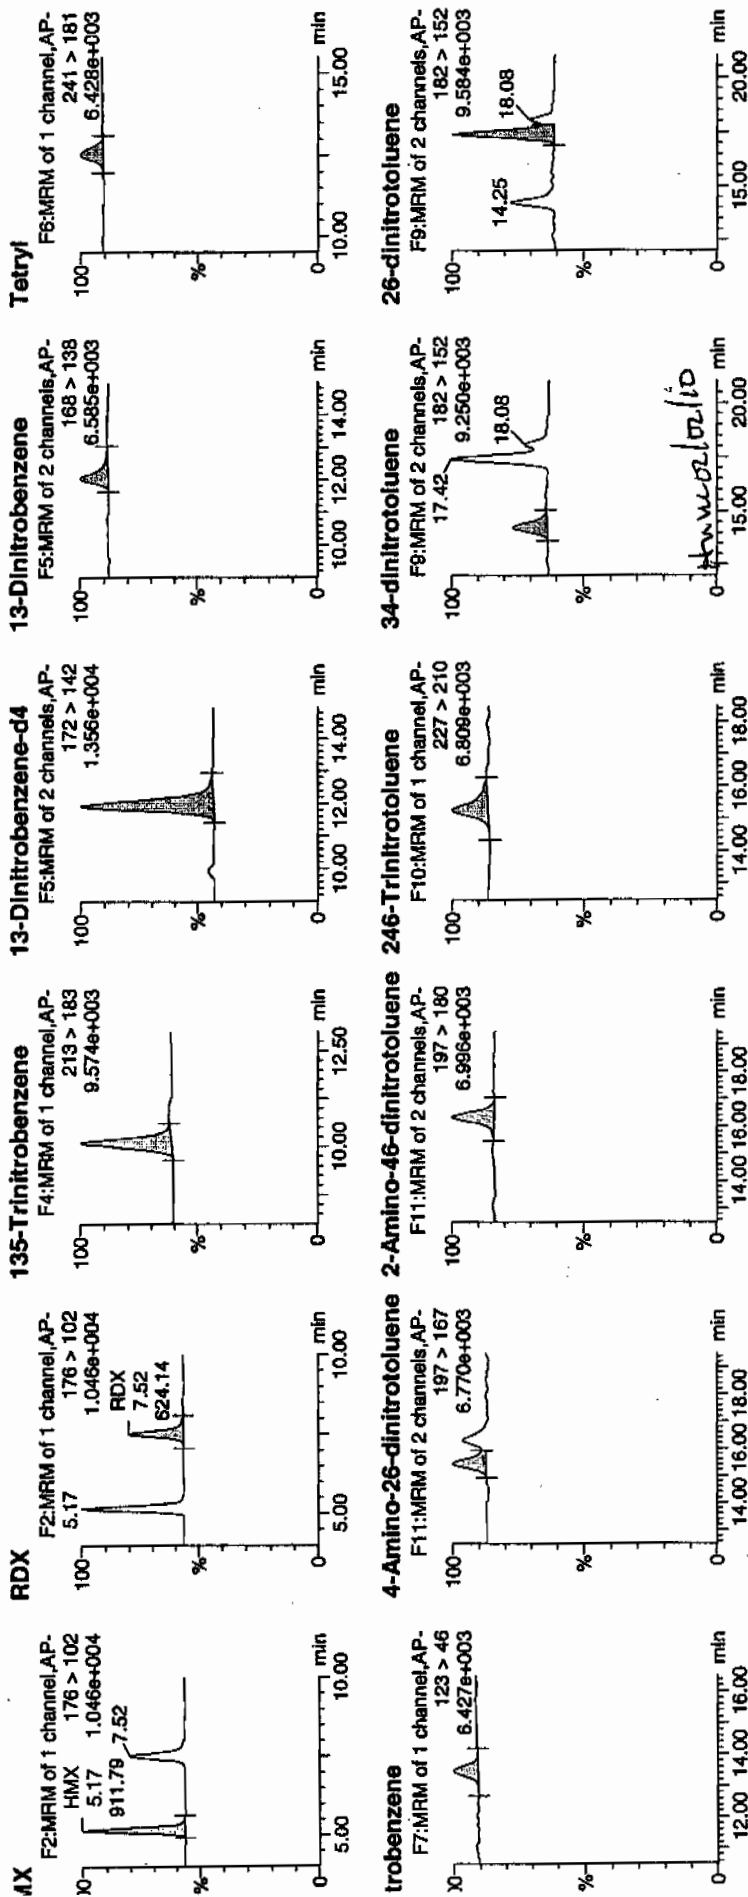 MX
F2:MRM of 1 channel,AP-
176 > 102
1.046e+004
HMX
5.17
911.79
7.52
00
%
0
5.00 10.00 min
RDX
F2:MRM of 1 channel,AP-
176 > 102
1.046e+004
5.17
RDX
7.52
624.14
100
%
0
5.00 10.00 min
135-Trinitrobenzene
F4:MRM of 1 channel,AP-
213 > 183
9.574e+003
100
%
0
10.00 12.50 min
13-Dinitrobenzene-d4
F5:MRM of 2 channels,AP-
172 > 142
1.356e+004
100
%
0
10.00 12.00 14.00 min
13-Dinitrobenzene
F5:MRM of 2 channels,AP-
168 > 138
6.585e+003
100
%
0
10.00 12.00 14.00 min
Tetryl
F6:MRM of 1 channel,AP-
241 > 181
6.428e+003
100
%
0
10.00 15.00 min
trobenzene
F7:MRM of 1 channel,AP-
123 > 46
6.427e+003
00
%
0
12.00 14.00 16.00 min
4-Amino-26-dinitrotoluene
F11:MRM of 2 channels,AP-
197 > 167
6.770e+003
100
%
0
14.00 16.00 18.00 min
2-Amino-46-dinitrotoluene
F11:MRM of 2 channels,AP-
197 > 180
6.996e+003
100
%
0
14.00 16.00 18.00 min
246-Trinitrotoluene
F10:MRM of 1 channel,AP-
227 > 210
6.809e+003
100
%
0
14.00 16.00 18.00 min
34-dinitrotoluene
F9:MRM of 2 channels,AP-
182 > 152
9.250e+003
17.42
18.08
100
%
0
02/02/10
15.00 20.00 min
26-dinitrotoluene
F9:MRM of 2 channels,AP-
182 > 152
9.584e+003
14.25
18.08
100
%
0
15.00 20.00 min